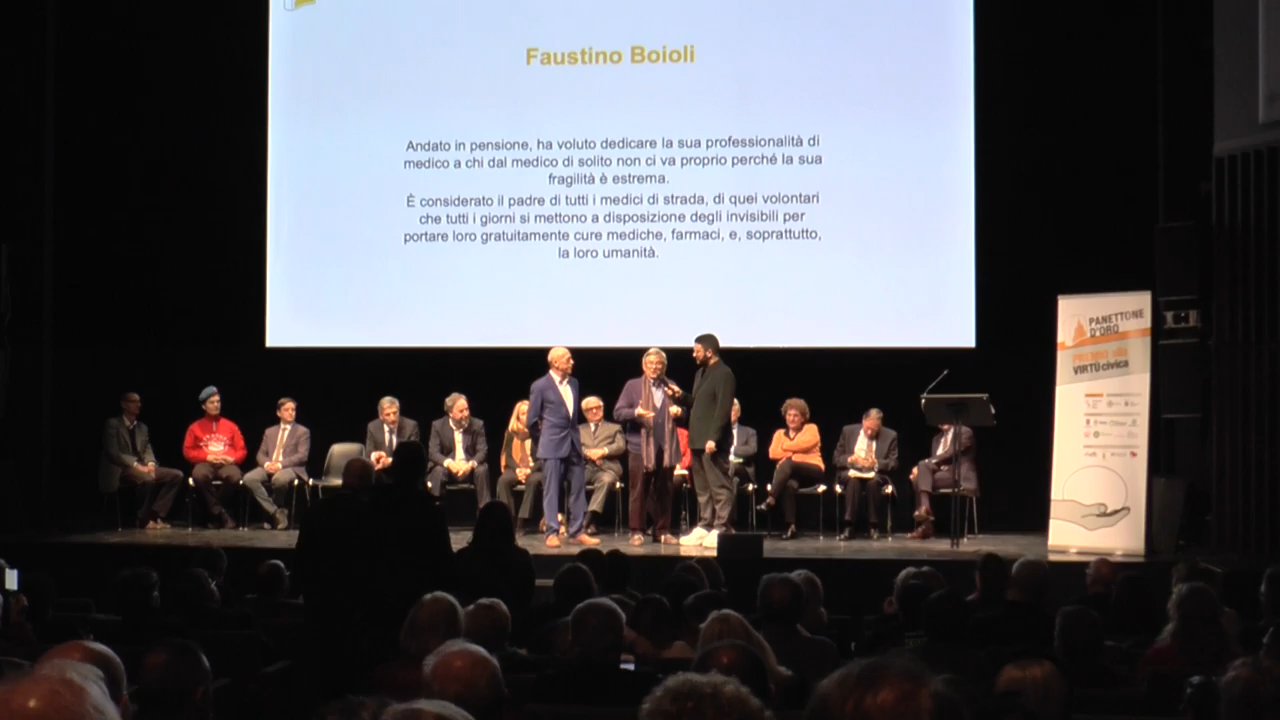 Faustino Boioli
Andato in pensione, ha voluto dedicare la sua professionalità di
medico a chi dal medico di solito non ci va proprio perché la sua
fragilità è estrema.
È considerato il padre di tutti i medici di strada, di quei volontari
che tutti i giorni si mettono a disposizione degli invisibili per
portare loro gratuitamente cure mediche, farmaci, e, soprattutto,
la loro umanità.
PANETTONE
D'ORO
VIRTÙcivica